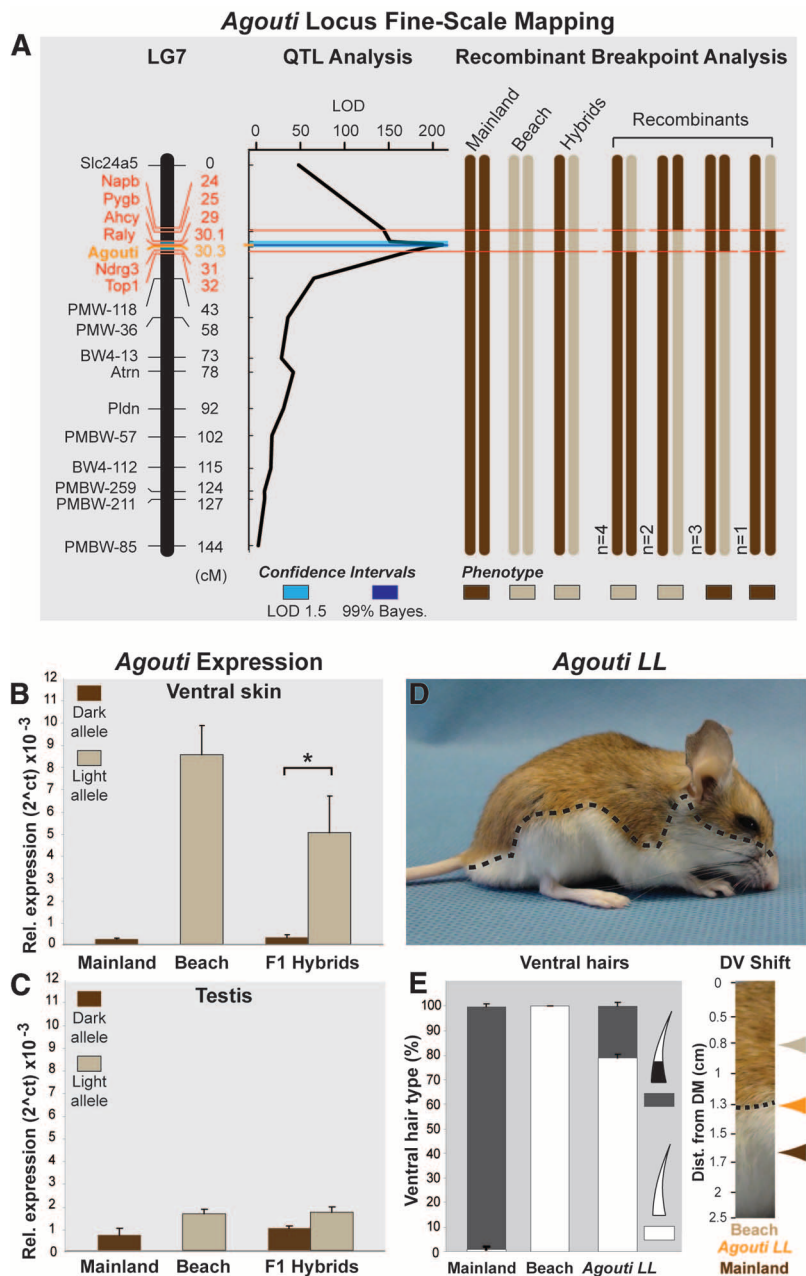 Agouti Locus Fine-Scale Mapping
A
LG7
QTL Analysis
Recombinant Breakpoint Analysis
LOD
0 50 100 150 200
Mainland
Beach
Hybrids
Recombinants
Slc24a5 0
Napb 24
Pygb 25
Ahcy 29
Raly 30.1
Agouti 30.3
Ndrg3 31
Top1 32
PMW-118 43
PMW-36 58
BW4-13 73
Atrn 78
Pldn 92
PMBW-57 102
BW4-112 115
PMBW-259 124
PMBW-211 127
PMBW-85 144
(cM)
n=4
n=2
n=3
n=1
Confidence Intervals
LOD 1.5
99% Bayes.
Phenotype
Agouti Expression
B
Ventral skin
Rel. expression (2^ct) x10-3
12
11
10
9
8
7
6
5
4
3
2
1
0
Dark
allele
Light
allele
*
Mainland Beach F1 Hybrids
C
Testis
Rel. expression (2^ct) x10-3
12
11
10
9
8
7
6
5
4
3
2
1
0
Dark
allele
Light
allele
Mainland Beach F1 Hybrids
Agouti LL
D
E
Ventral hairs
Ventral hair type (%)
100
90
80
70
60
50
40
30
20
10
0
Mainland Beach Agouti LL
DV Shift
Dist. from DM (cm)
0
0.5
0.8
1
1.3
1.5
1.7
2
2.5
Beach
Agouti LL
Mainland